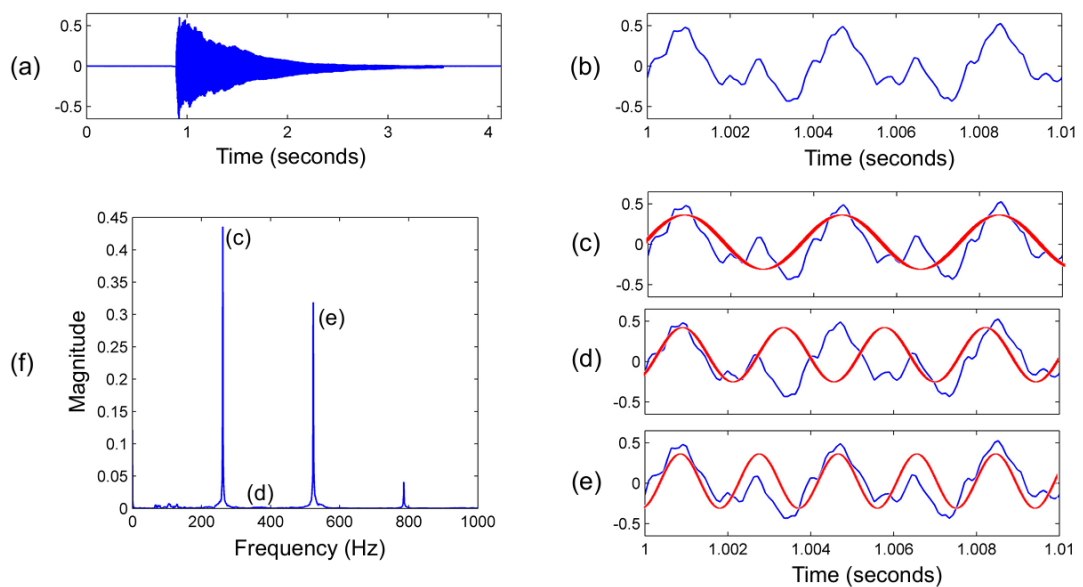 (a)
0.5
0
-0.5
0 1 2 3 4
Time (seconds)
(b)
0.5
0
-0.5
1 1.002 1.004 1.006 1.008 1.01
Time (seconds)
(f)
Magnitude
0.45
0.4
0.35
0.3
0.25
0.2
0.15
0.1
0.05
0
(c)
(e)
(d)
0 200 400 600 800 1000
Frequency (Hz)
(c)
0.5
0
-0.5
(d)
0.5
0
-0.5
(e)
0.5
0
-0.5
1 1.002 1.004 1.006 1.008 1.01
Time (seconds)